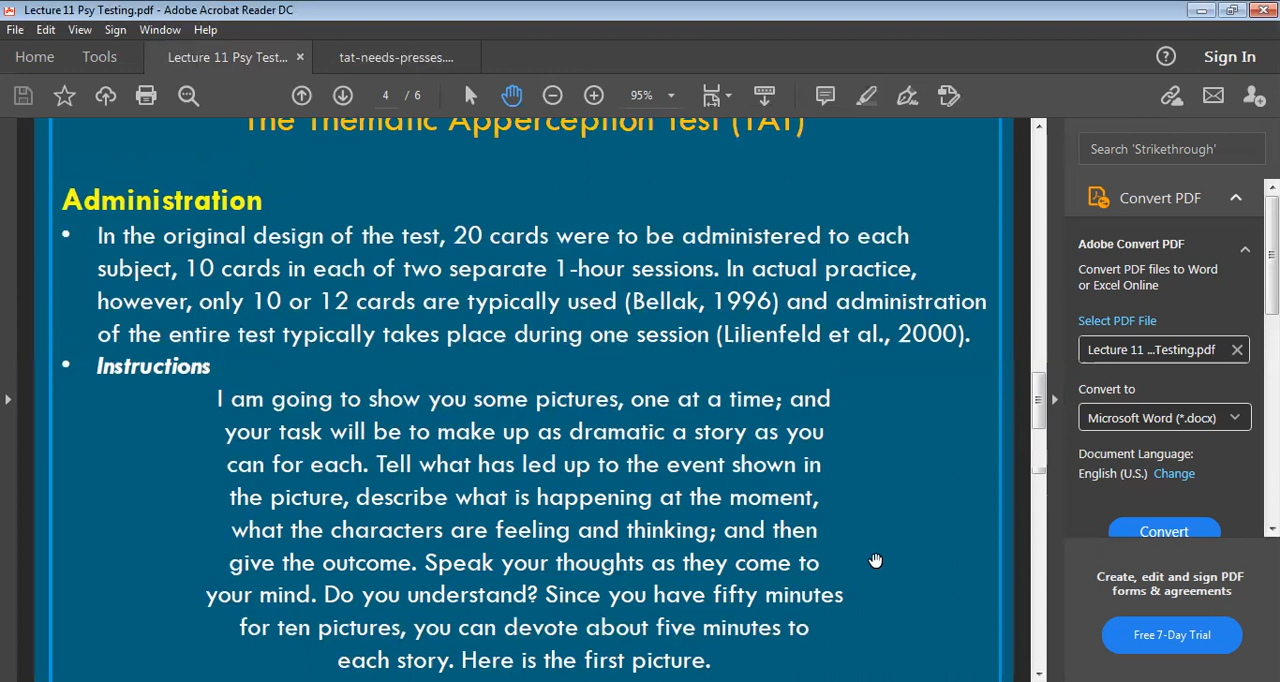 Lecture 11 Psy Testing.pdf - Adobe Acrobat Reader DC
File Edit View Sign Window Help
Home Tools Lecture 11 Psy Test... × tat-needs-presses.... Sign In
4 / 6 95%
The Thematic Apperception Test (TAT)
Administration
• In the original design of the test, 20 cards were to be administered to each
subject, 10 cards in each of two separate 1-hour sessions. In actual practice,
however, only 10 or 12 cards are typically used (Bellak, 1996) and administration
of the entire test typically takes place during one session (Lilienfeld et al., 2000).
• Instructions
I am going to show you some pictures, one at a time; and
your task will be to make up as dramatic a story as you
can for each. Tell what has led up to the event shown in
the picture, describe what is happening at the moment,
what the characters are feeling and thinking; and then
give the outcome. Speak your thoughts as they come to
your mind. Do you understand? Since you have fifty minutes
for ten pictures, you can devote about five minutes to
each story. Here is the first picture.
Search 'Strikethrough'
Convert PDF
Adobe Convert PDF
Convert PDF files to Word
or Excel Online
Select PDF File
Lecture 11 ...Testing.pdf
Convert to
Microsoft Word (*.docx)
Document Language:
English (U.S.) Change
Convert
Create, edit and sign PDF
forms & agreements
Free 7-Day Trial